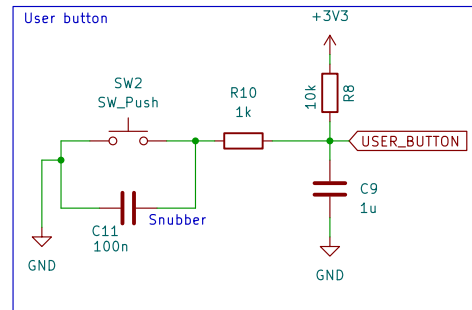 User button
+3V3
SW2
SW_Push
R10
1k
10k
R8
USER_BUTTON
C9
1u
C11
100n
Snubber
GND
GND